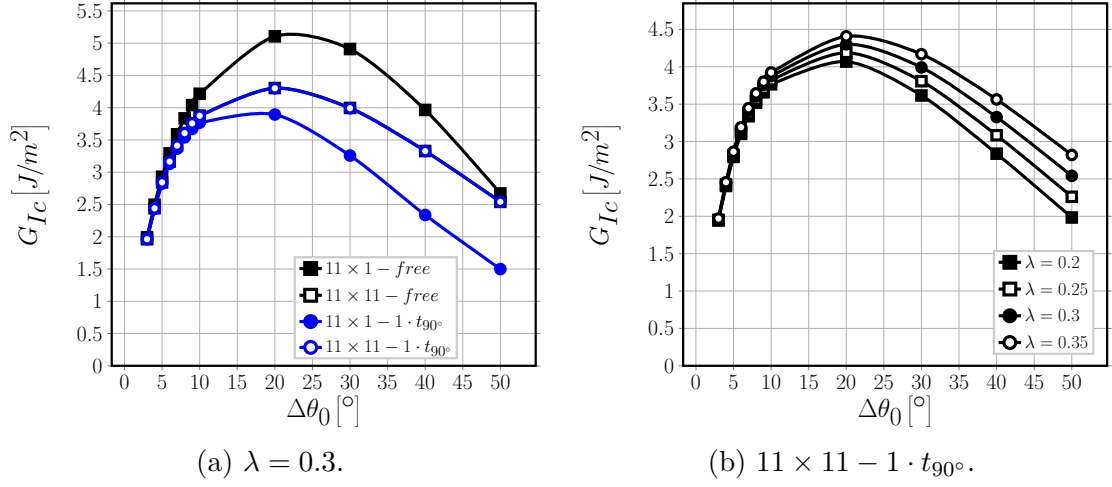 5.5
5
4.5
4
3.5
3
2.5
2
1.5
1
0.5
0
G_{Ic} [J/m^2]
0 5 10 15 20 25 30 35 40 45 50
Δθ_0 [°]
11 × 1 − free
11 × 11 − free
11 × 1 − 1 · t_{90°}
11 × 11 − 1 · t_{90°}
(a) λ = 0.3.
4.5
4
3.5
3
2.5
2
1.5
1
0.5
0
G_{Ic} [J/m^2]
0 5 10 15 20 25 30 35 40 45 50
Δθ_0 [°]
λ = 0.2
λ = 0.25
λ = 0.3
λ = 0.35
(b) 11 × 11 − 1 · t_{90°}.